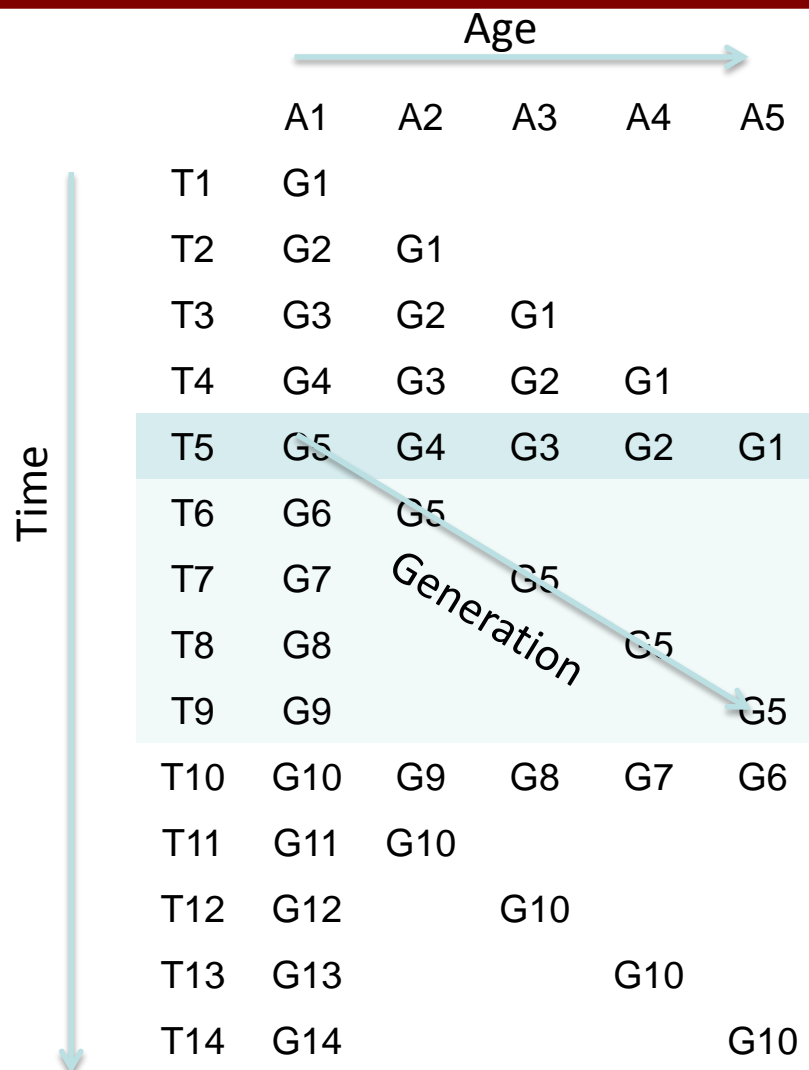 Age
A1 A2 A3 A4 A5
T1 G1
T2 G2 G1
T3 G3 G2 G1
T4 G4 G3 G2 G1
T5 G5 G4 G3 G2 G1
T6 G6 G5
T7 G7 G5
T8 G8 G5
T9 G9 G5
T10 G10 G9 G8 G7 G6
T11 G11 G10
T12 G12 G10
T13 G13 G10
T14 G14 G10
Time
Generation